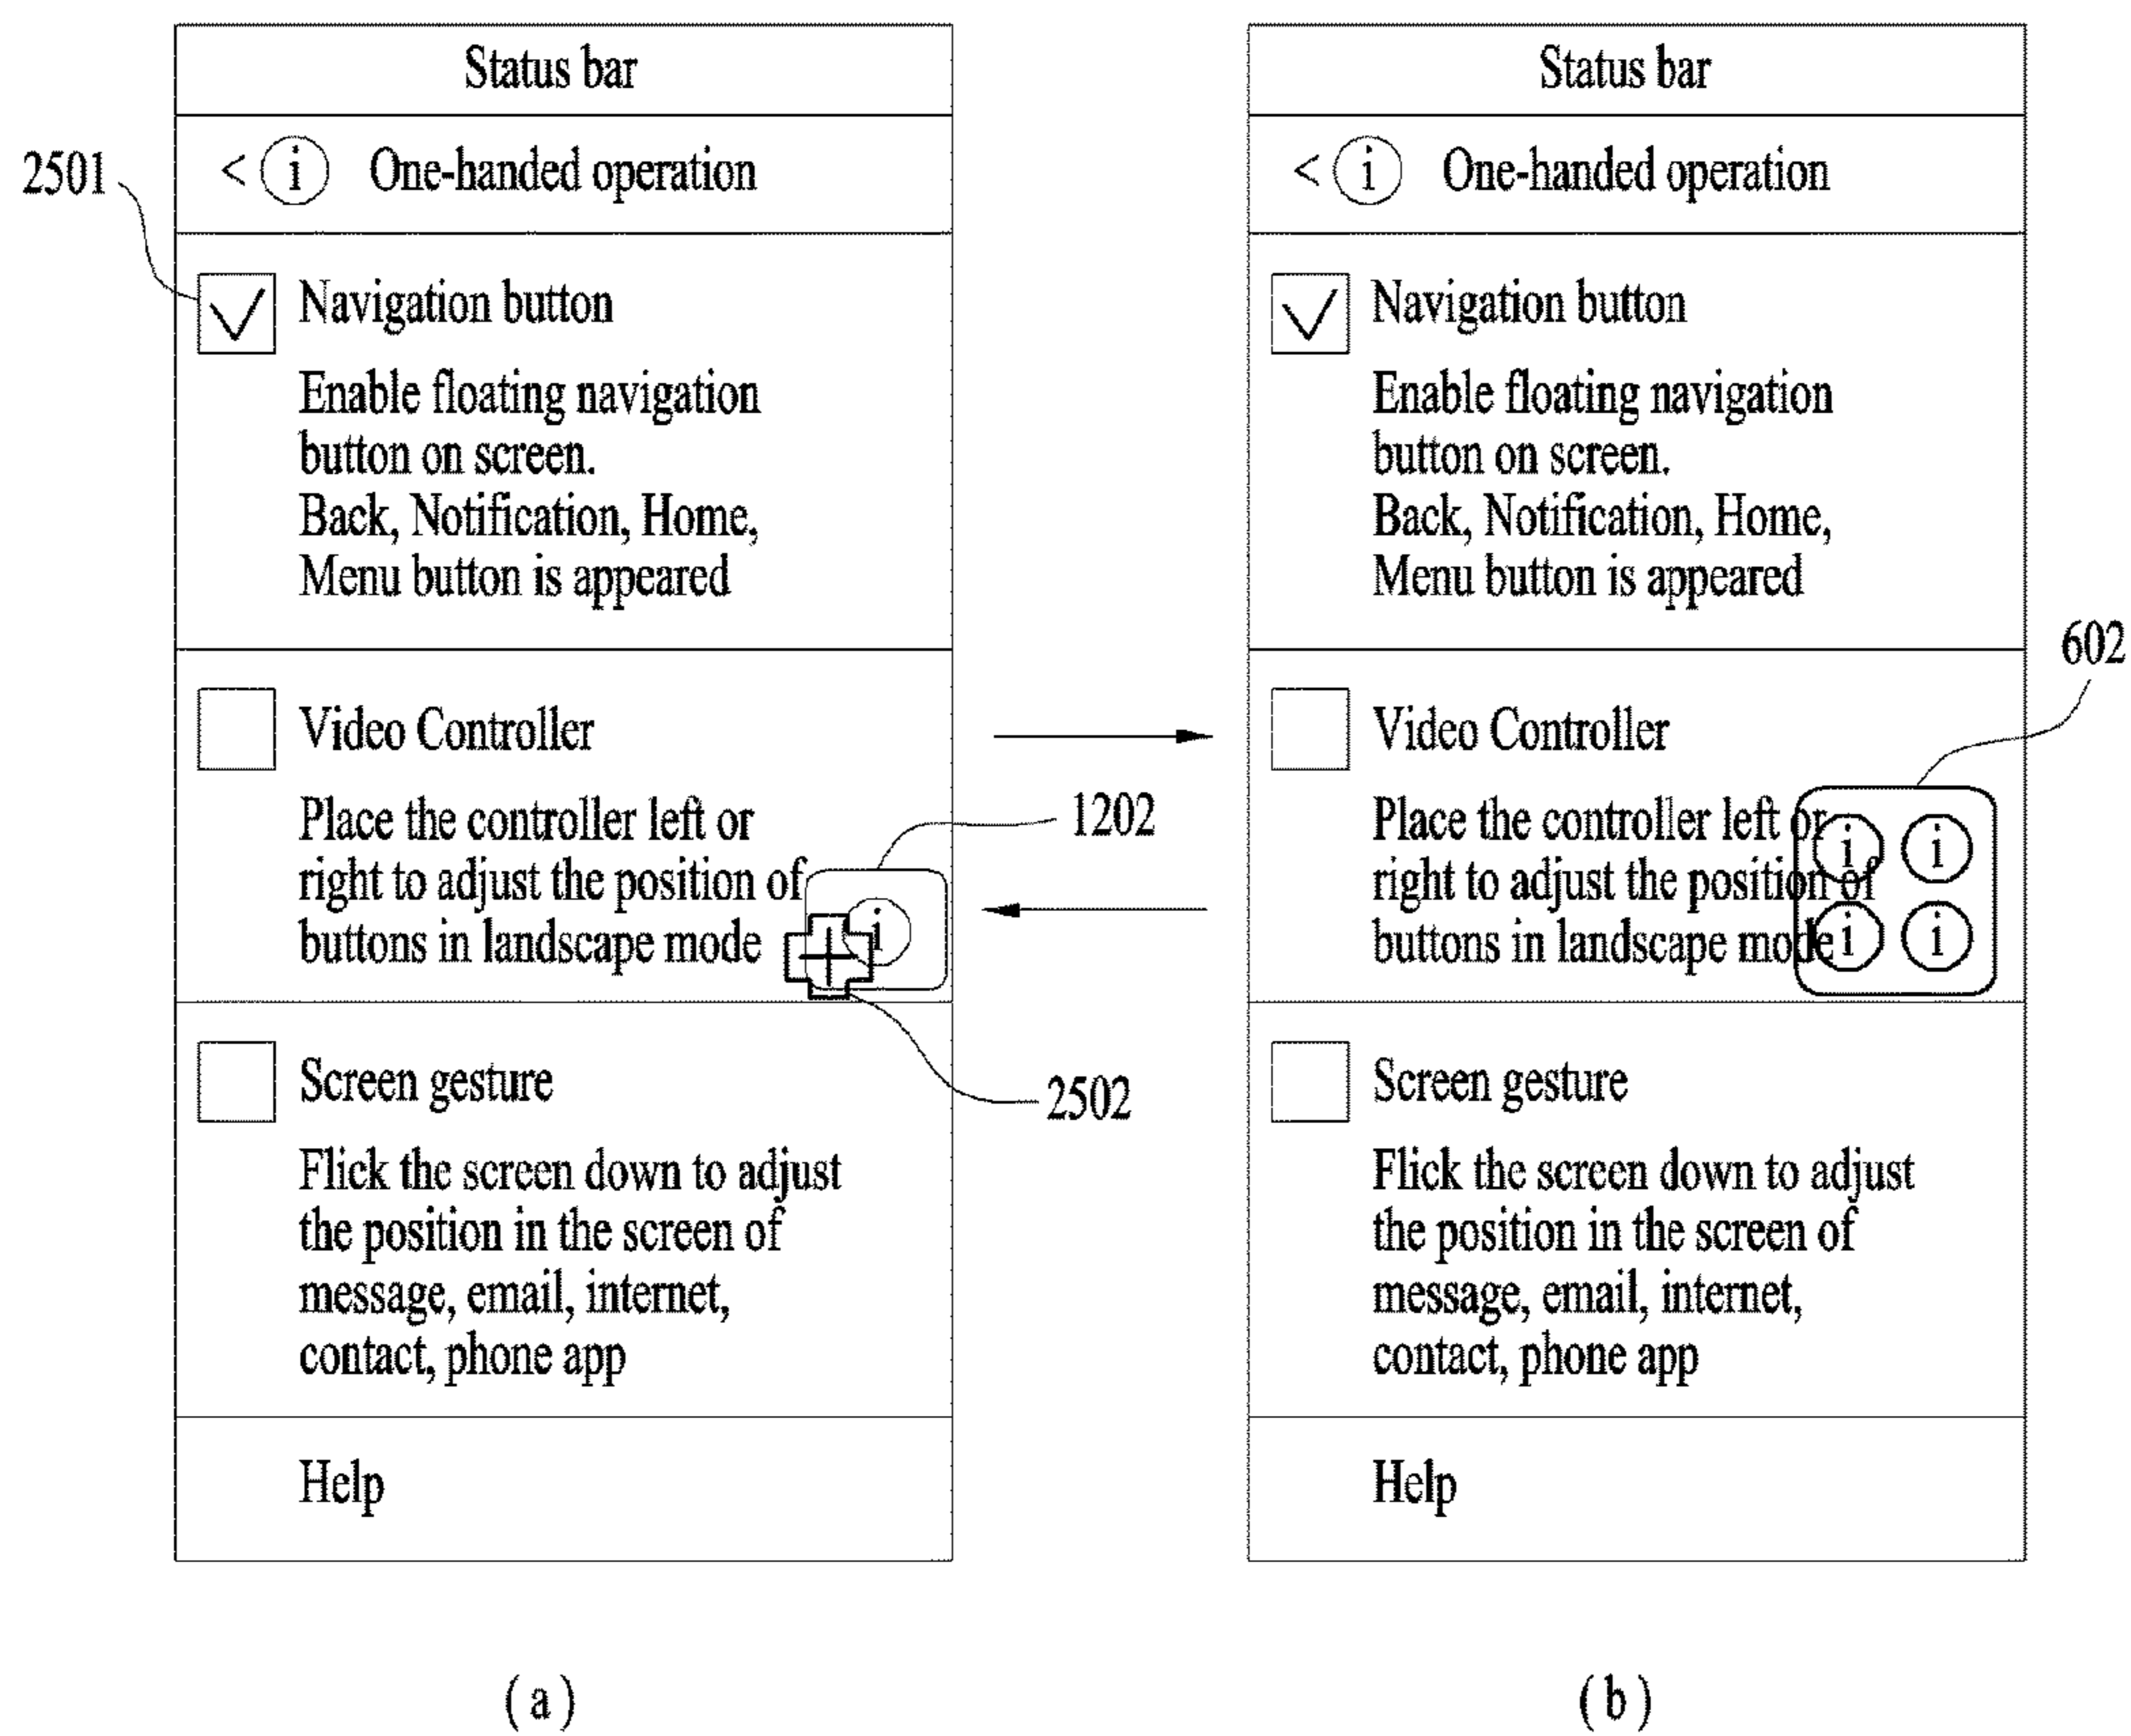 Status bar
< i One-handed operation
2501
Navigation button
Enable floating navigation
button on screen.
Back, Notification, Home,
Menu button is appeared
Video Controller
Place the controller left or
right to adjust the position of
buttons in landscape mode
i
1202
2502
Screen gesture
Flick the screen down to adjust
the position in the screen of
message, email, internet,
contact, phone app
Help
(a)
Status bar
< i One-handed operation
Navigation button
Enable floating navigation
button on screen.
Back, Notification, Home,
Menu button is appeared
602
Video Controller
Place the controller left or
right to adjust the position of
buttons in landscape mode
i i
i i
Screen gesture
Flick the screen down to adjust
the position in the screen of
message, email, internet,
contact, phone app
Help
(b)